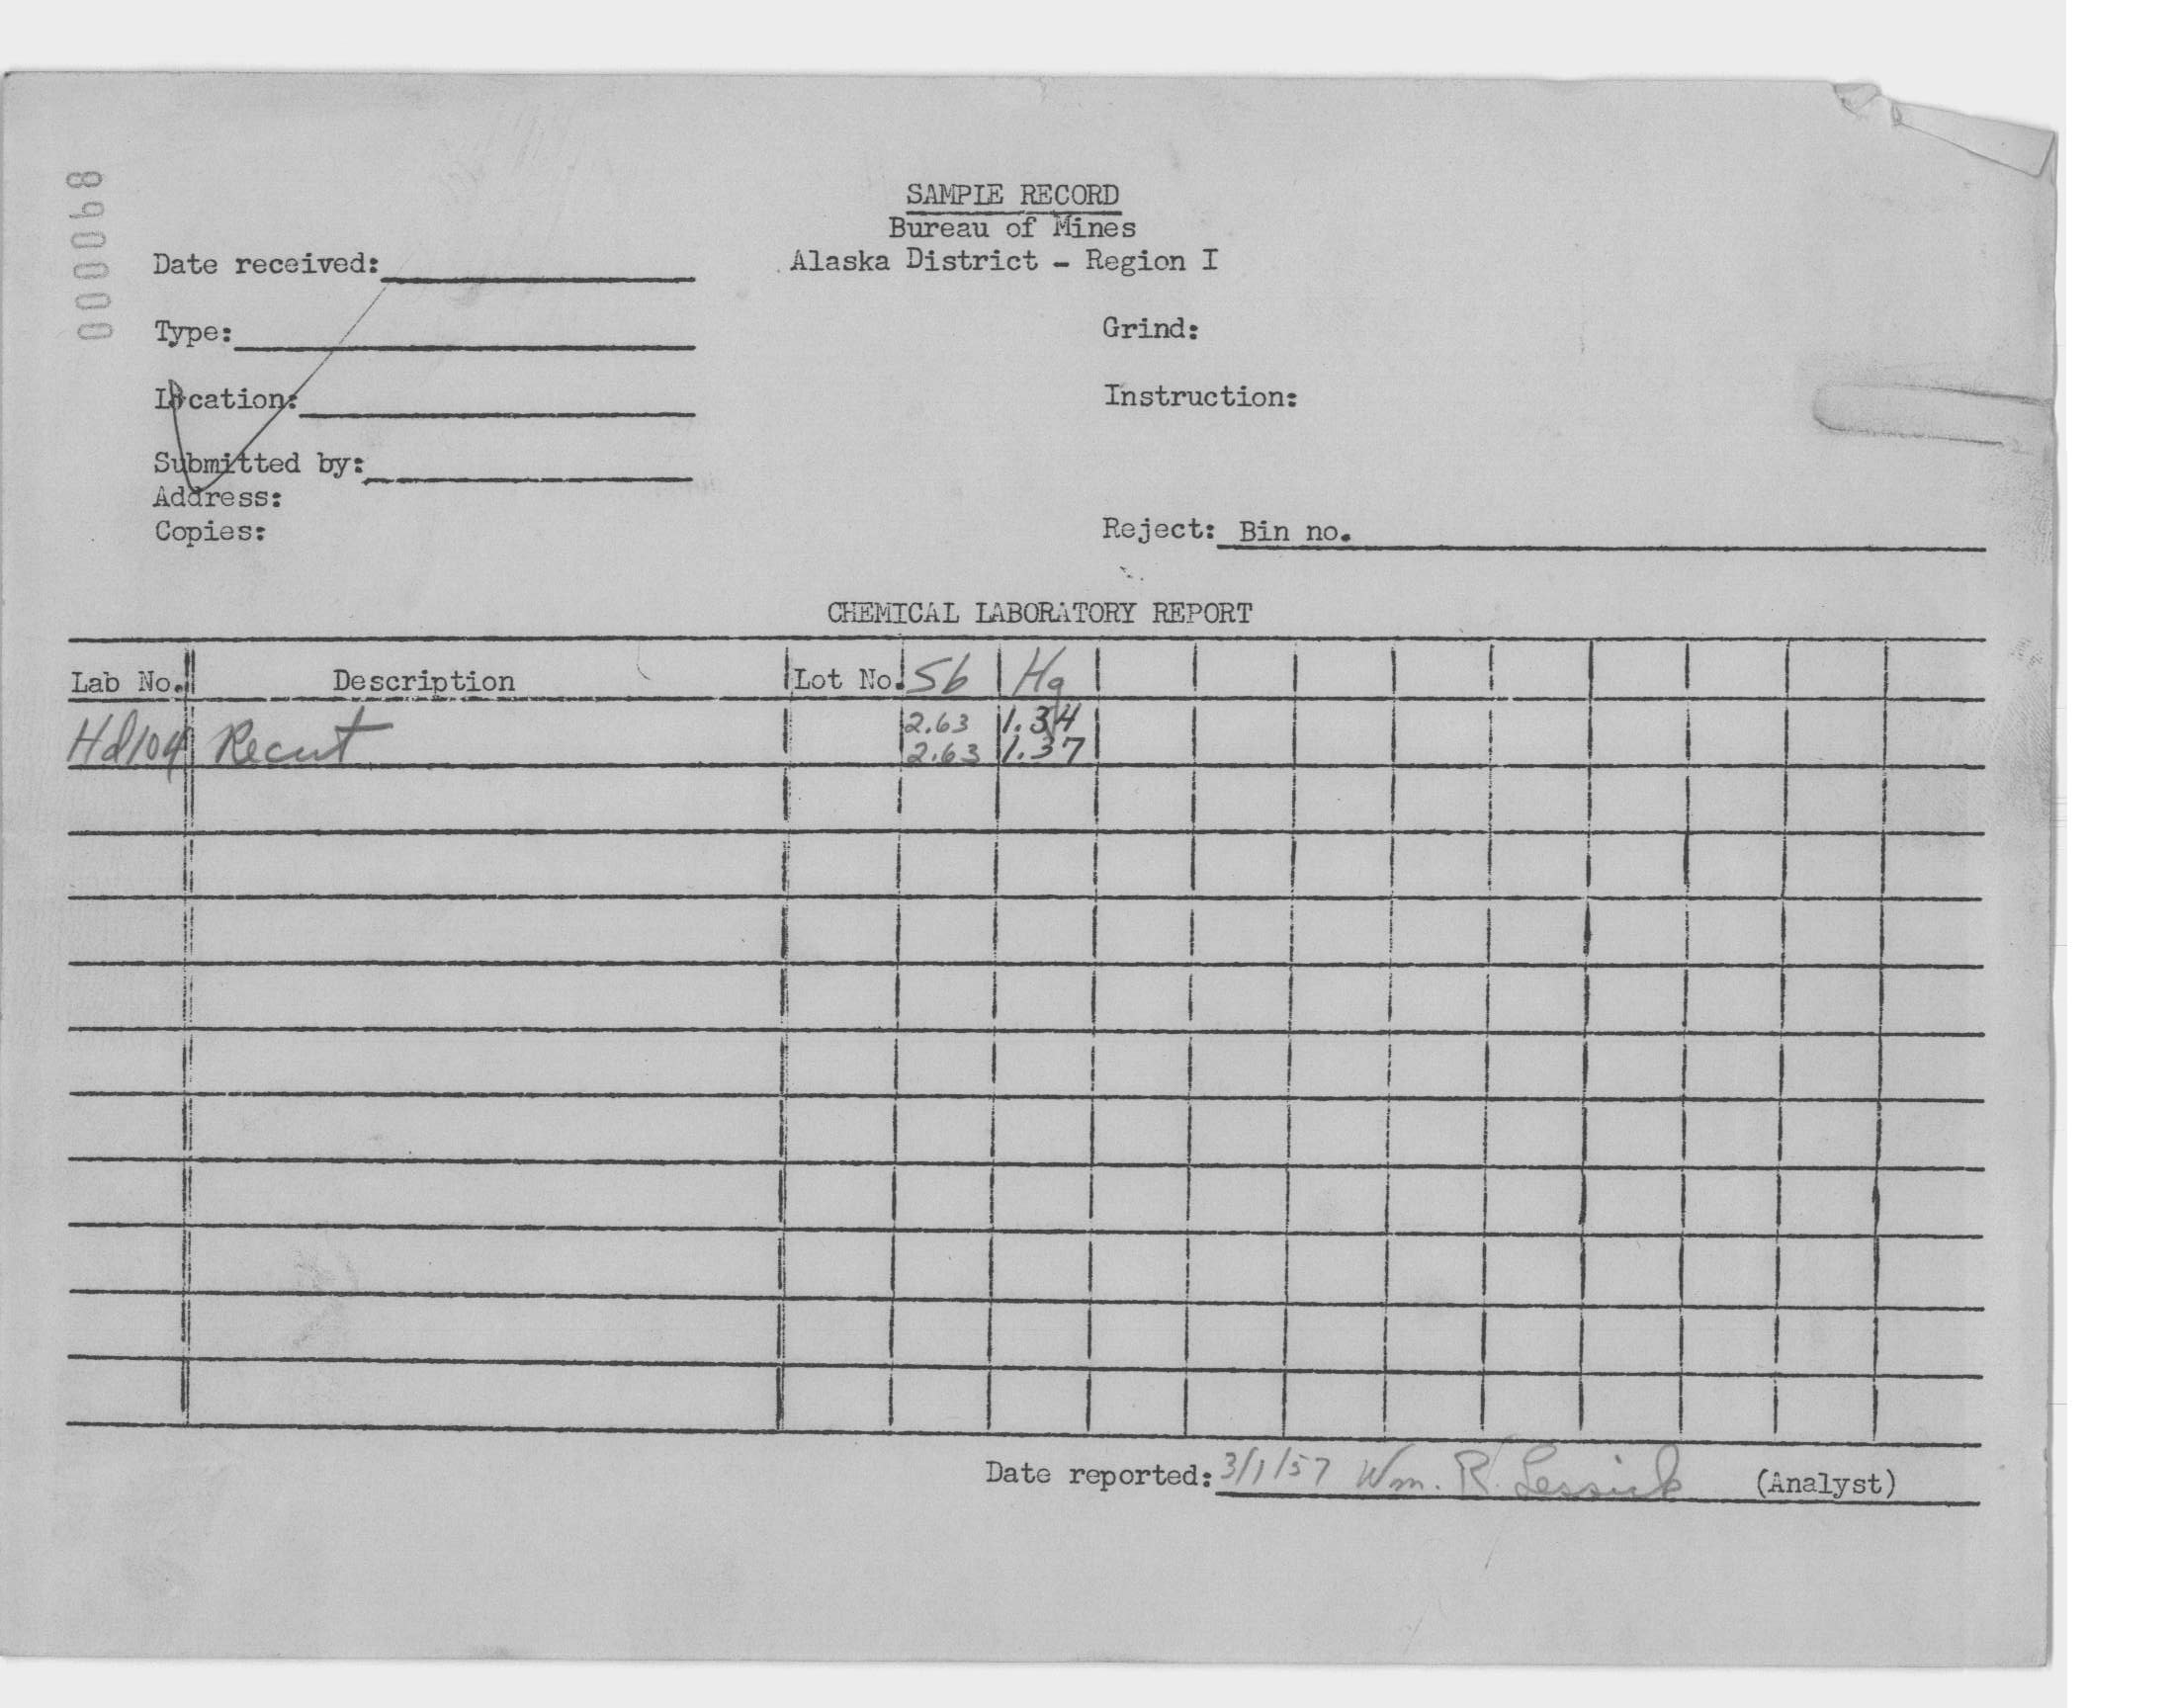 000068
SAMPLE RECORD
Bureau of Mines
Alaska District - Region I
Date received:
Type:
Grind:
Location:
Instruction:
Submitted by:
Address:
Copies:
Reject: Bin no.
CHEMICAL LABORATORY REPORT
Lab No. Description Lot No. Sb Hg
Hd104 Recut 2.63 1.34
2.63 1.37
Date reported: 3/1/57 Wm. R. (Analyst)